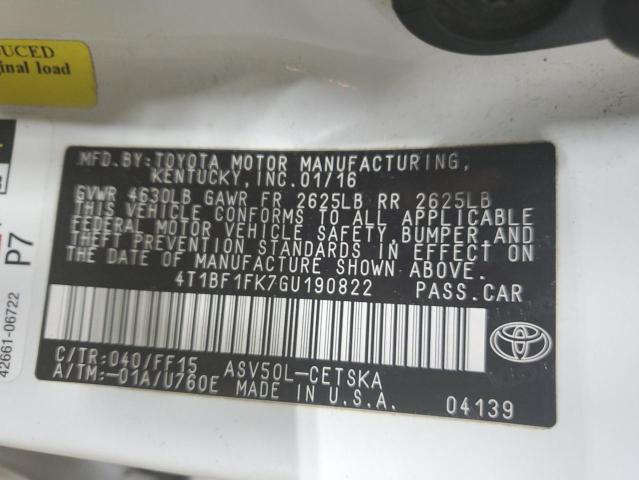 UCED
ginal load
P7
42661-06722
MFD.BY:TOYOTA MOTOR MANUFACTURING,
KENTUCKY, INC.01/16
GVWR 4630LB GAWR FR 2625LB RR 2625LB
THIS VEHICLE CONFORMS TO ALL APPLICABLE
FEDERAL MOTOR VEHICLE SAFETY, BUMPER AND
THEFT PREVENTION STANDARDS IN EFFECT ON
THE DATE OF MANUFACTURE SHOWN ABOVE.
4T1BF1FK7GU190822 PASS.CAR
C/TR:040/FF15 ASV50L-CETSKA
A/TM:-01A/U760E MADE IN U.S.A.
TOYOTA
04139